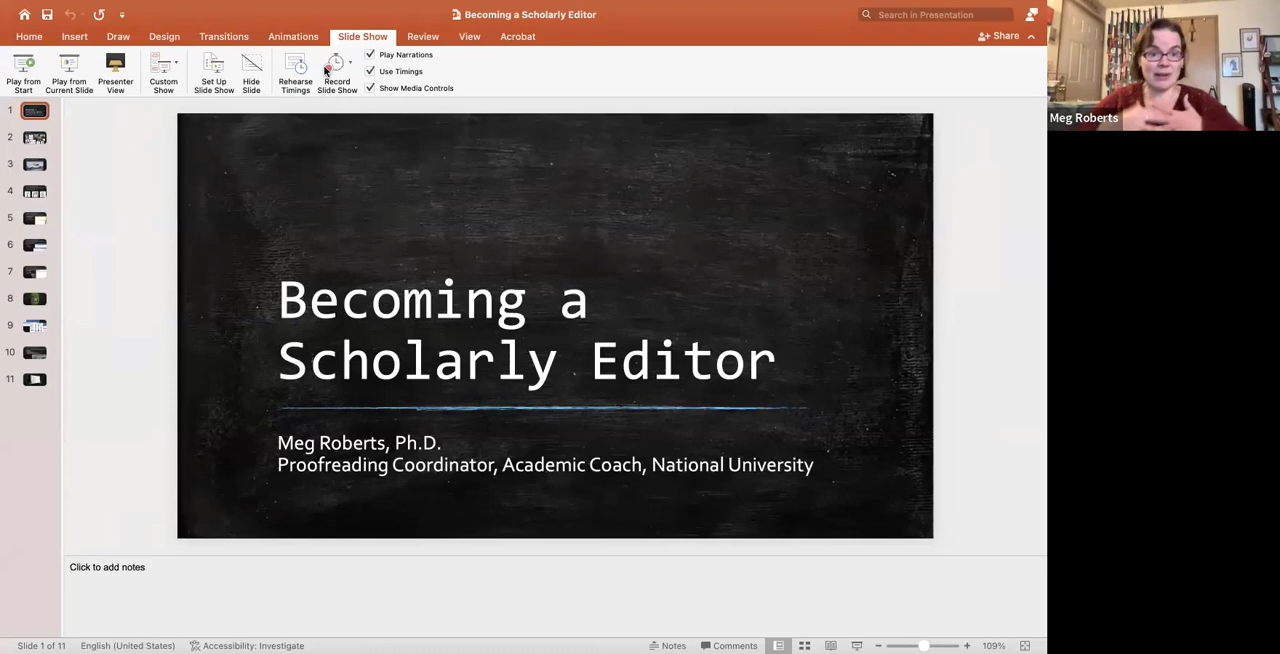 Becoming a Scholarly Editor
Search in Presentation
Home Insert Draw Design Transitions Animations Slide Show Review View Acrobat
Share
Play from Start
Play from Current Slide
Presenter View
Custom Show
Set Up Slide Show
Hide Slide
Rehearse Timings
Record Slide Show
Play Narrations
Use Timings
Show Media Controls
Meg Roberts
1
2
3
4
5
6
7
8
9
10
11
Becoming a
Scholarly Editor
Meg Roberts, Ph.D.
Proofreading Coordinator, Academic Coach, National University
Click to add notes
Slide 1 of 11 English (United States) Accessibility: Investigate Notes Comments 109%